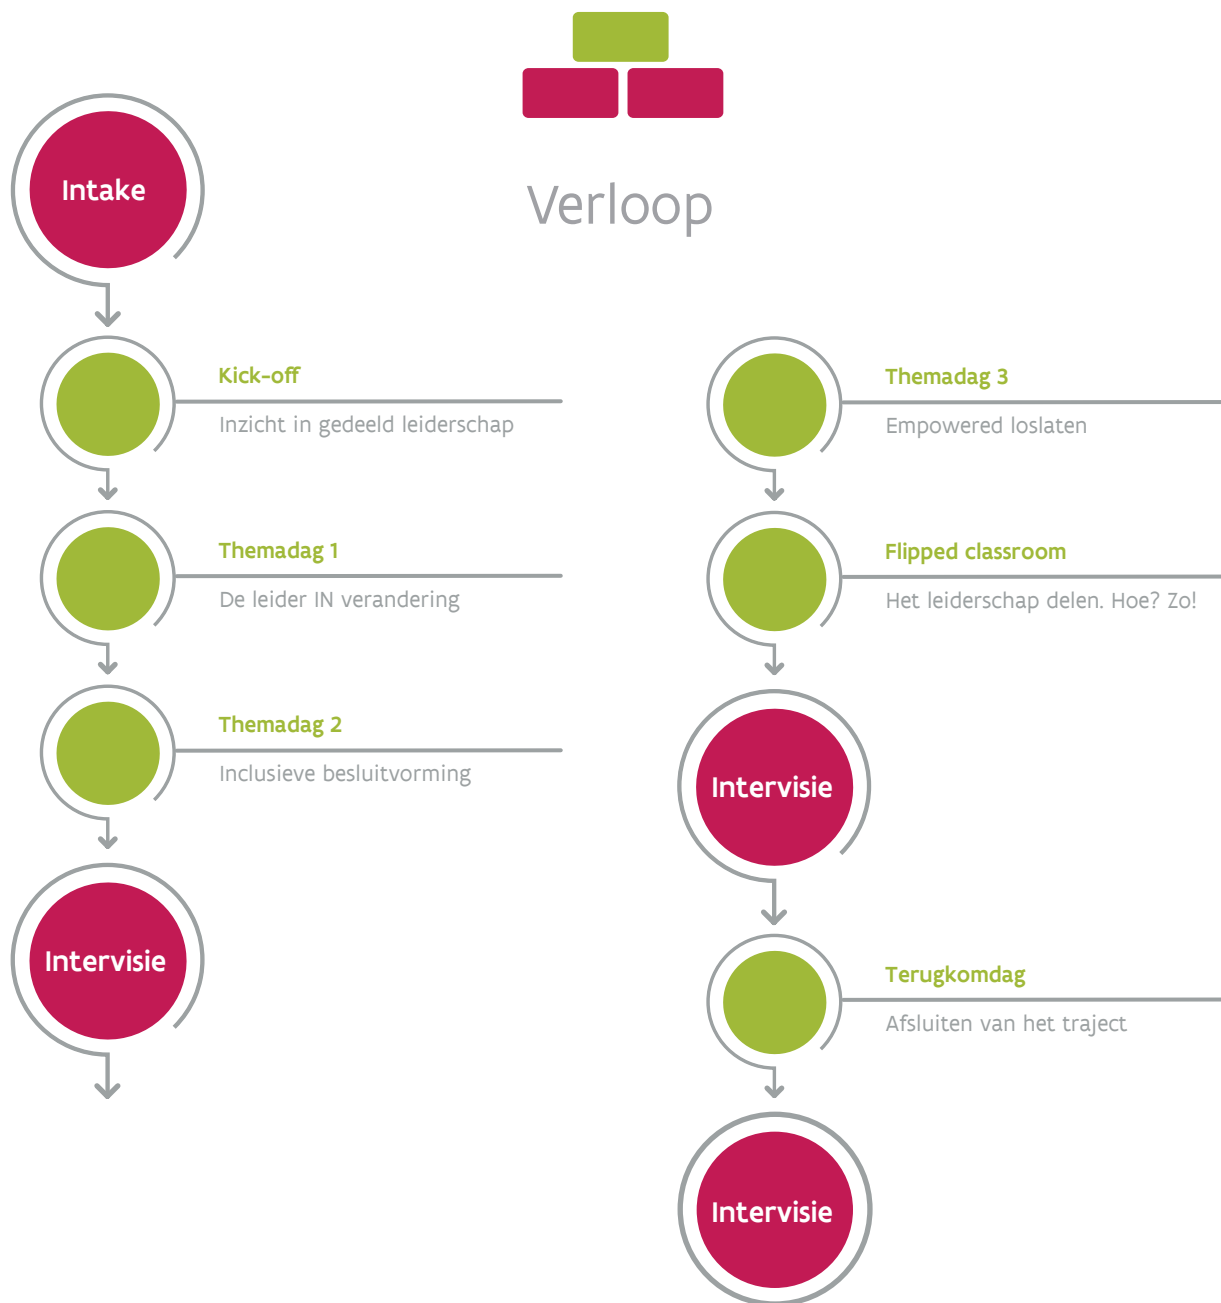 Verloop
Intake
Kick-off
Inzicht in gedeeld leiderschap
Themadag 1
De leider IN verandering
Themadag 2
Inclusieve besluitvorming
Intervisie
Themadag 3
Empowered loslaten
Flipped classroom
Het leiderschap delen. Hoe? Zo!
Intervisie
Terugkomdag
Afsluiten van het traject
Intervisie